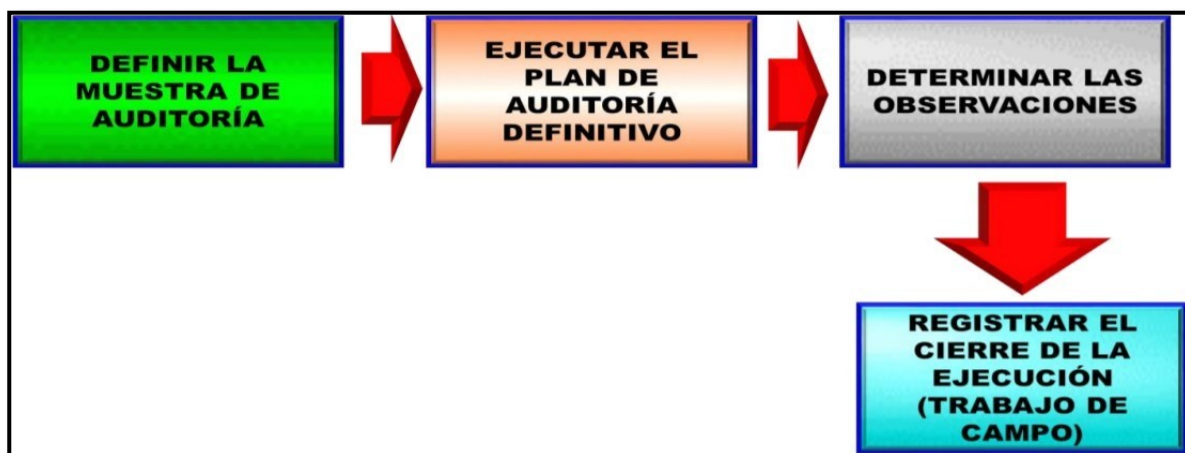 DEFINIR LA
MUESTRA DE
AUDITORÍA
EJECUTAR EL
PLAN DE
AUDITORÍA
DEFINITIVO
DETERMINAR LAS
OBSERVACIONES
REGISTRAR EL
CIERRE DE LA
EJECUCIÓN
(TRABAJO DE
CAMPO)